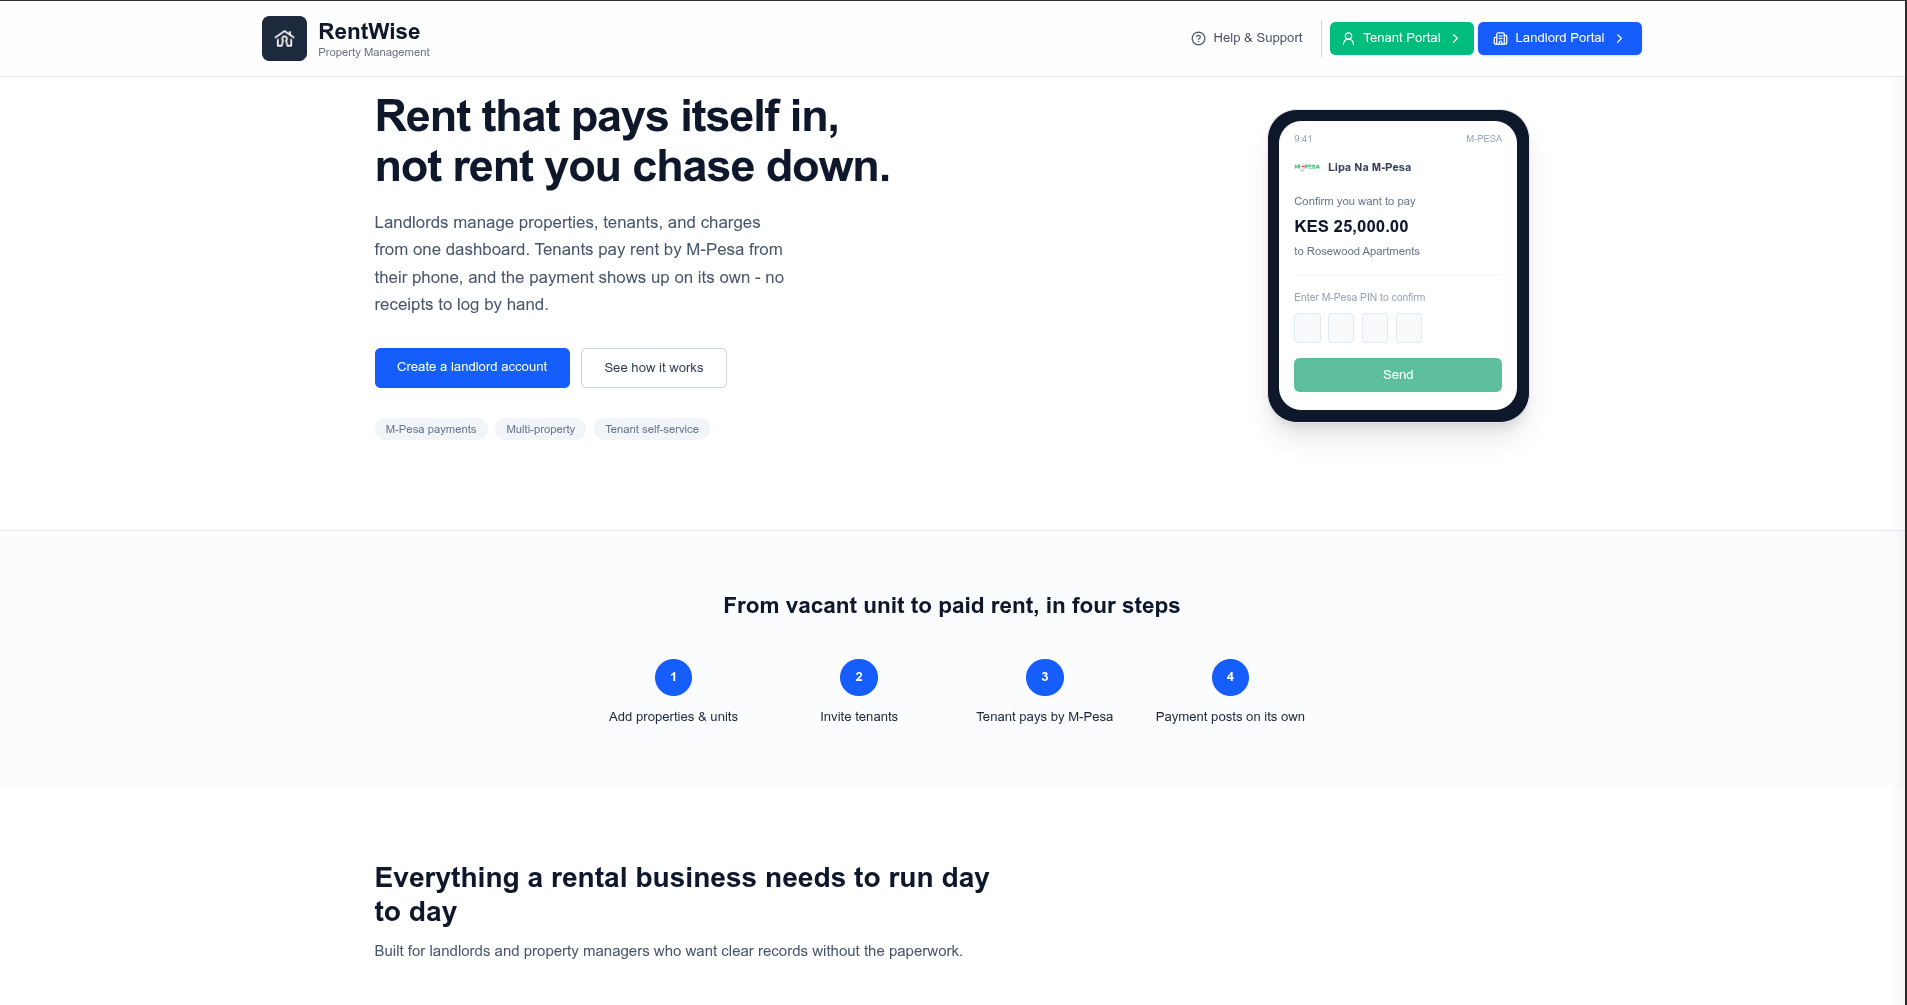 RentWise
Property Management
Help & Support
Tenant Portal
Landlord Portal
Rent that pays itself in,
not rent you chase down.
Landlords manage properties, tenants, and charges
from one dashboard. Tenants pay rent by M-Pesa from
their phone, and the payment shows up on its own - no
receipts to log by hand.
Create a landlord account
See how it works
M-Pesa payments
Multi-property
Tenant self-service
9:41
M-PESA
M-PESA
Lipa Na M-Pesa
Confirm you want to pay
KES 25,000.00
to Rosewood Apartments
Enter M-Pesa PIN to confirm
Send
From vacant unit to paid rent, in four steps
1
2
3
4
Add properties & units
Invite tenants
Tenant pays by M-Pesa
Payment posts on its own
Everything a rental business needs to run day
to day
Built for landlords and property managers who want clear records without the paperwork.